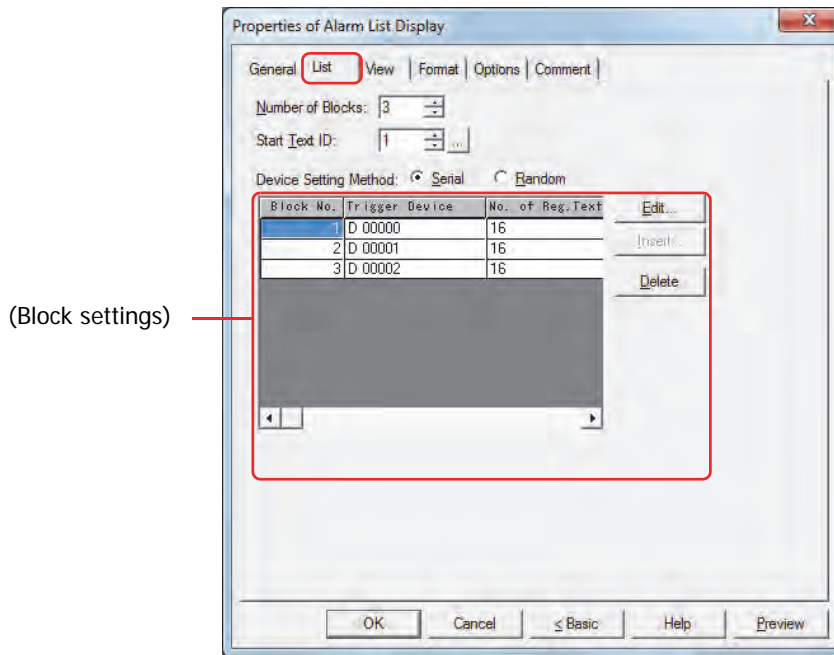 Properties of Alarm List Display
General List View Format Options Comment
Number of Blocks: 3
Start Text ID: 1 ...
Device Setting Method: Serial Random
Block No. Trigger Device No. of Reg.Text
1 D 00000 16
2 D 00001 16
3 D 00002 16
Edit...
Insert...
Delete
(Block settings)
OK Cancel < Basic Help Preview